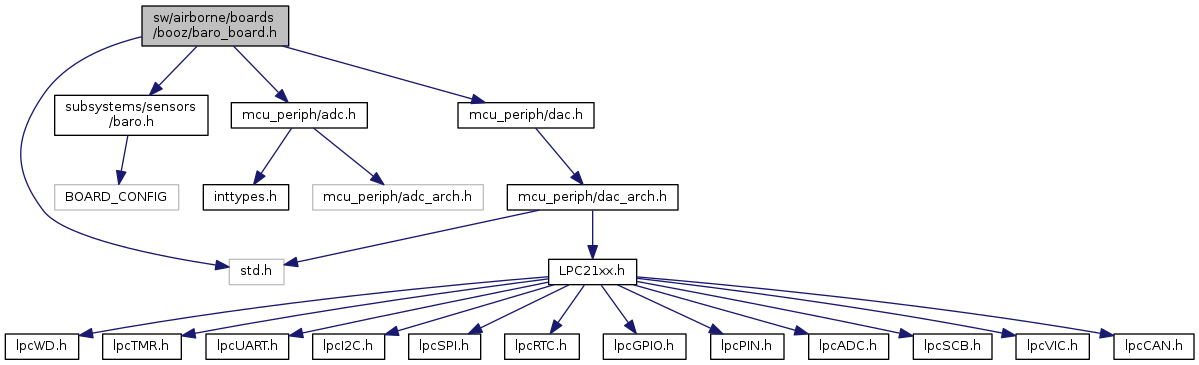 sw/airborne/boards
/booz/baro_board.h
subsystems/sensors
/baro.h
mcu_periph/adc.h
mcu_periph/dac.h
BOARD_CONFIG
inttypes.h
mcu_periph/adc_arch.h
mcu_periph/dac_arch.h
std.h
LPC21xx.h
lpcWD.h
lpcTMR.h
lpcUART.h
lpcI2C.h
lpcSPI.h
lpcRTC.h
lpcGPIO.h
lpcPIN.h
lpcADC.h
lpcSCB.h
lpcVIC.h
lpcCAN.h